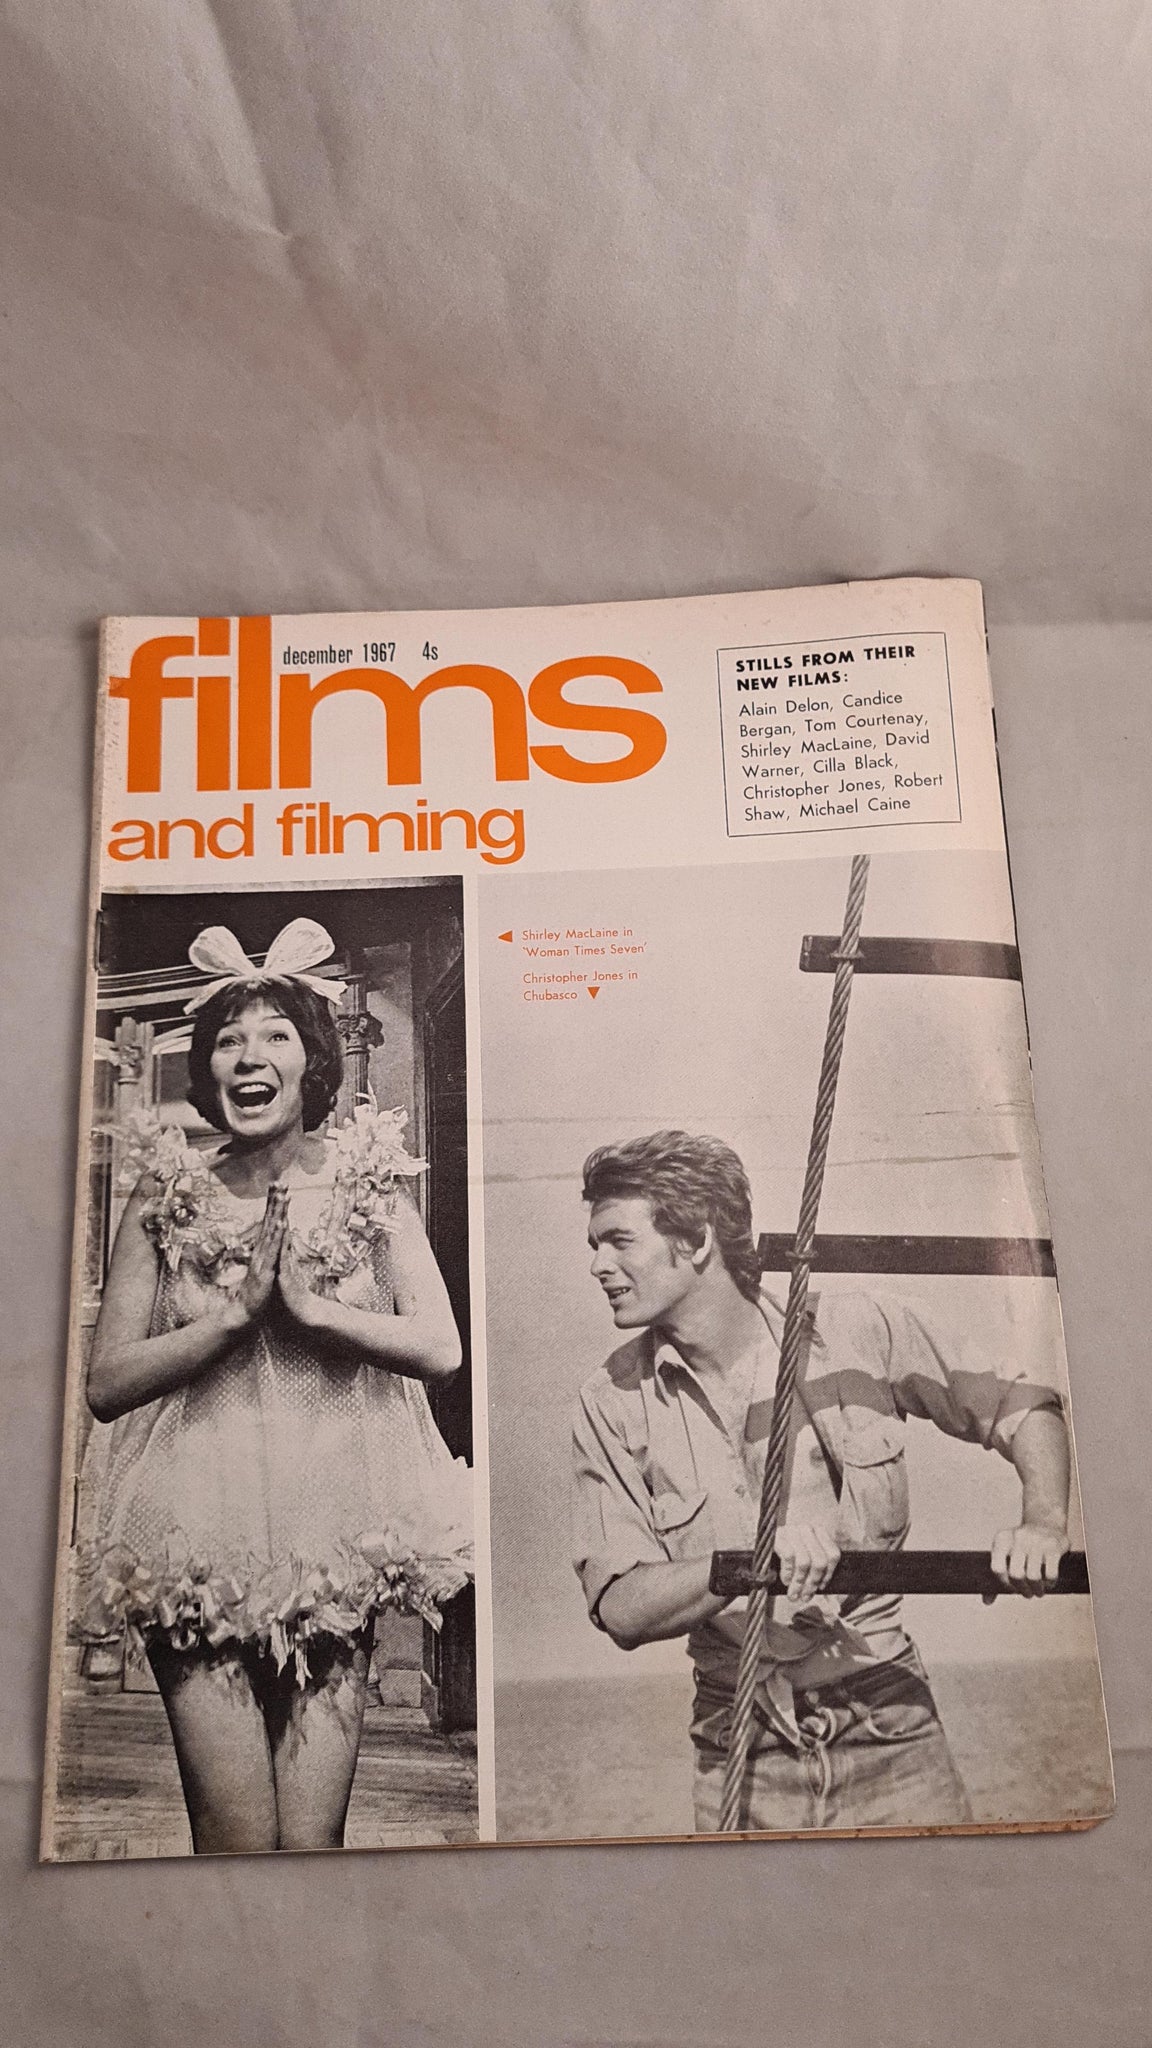 december 1967 4s
films
and filming
STILLS FROM THEIR
NEW FILMS:
Alain Delon, Candice
Bergan, Tom Courtenay,
Shirley MacLaine, David
Warner, Cilla Black,
Christopher Jones, Robert
Shaw, Michael Caine
◀ Shirley MacLaine in
'Woman Times Seven'
Christopher Jones in
Chubasco ▼